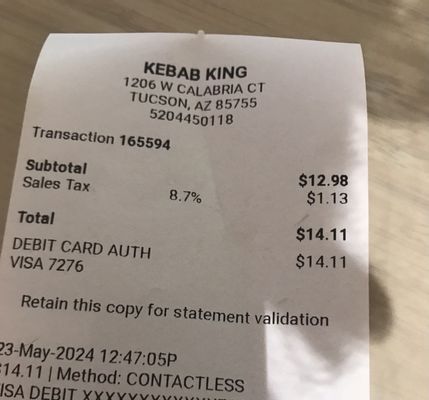 KEBAB KING
1206 W CALABRIA CT
TUCSON, AZ 85755
5204450118
Transaction 165594
Subtotal $12.98
Sales Tax 8.7% $1.13
Total $14.11
DEBIT CARD AUTH $14.11
VISA 7276
Retain this copy for statement validation
23-May-2024 12:47:05P
$14.11 | Method: CONTACTLESS